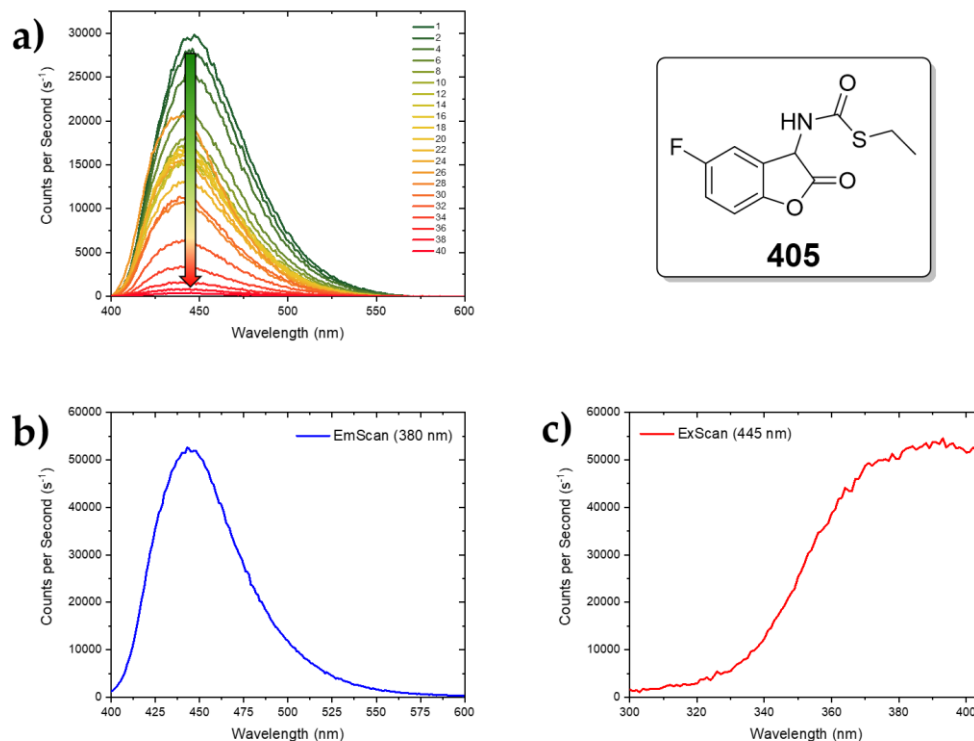 a)
Counts per Second (s⁻¹)
30000
25000
20000
15000
10000
5000
0
400
450
500
550
600
Wavelength (nm)
1
2
4
6
8
10
12
14
16
18
20
22
24
26
28
30
32
34
36
38
40
F
HN
O
S
O
O
405
b)
Counts per Second (s⁻¹)
60000
50000
40000
30000
20000
10000
0
400 425 450 475 500 525 550 575 600
Wavelength (nm)
EmScan (380 nm)
c)
Counts per Second (s⁻¹)
60000
50000
40000
30000
20000
10000
0
300 320 340 360 380 400
Wavelength (nm)
ExScan (445 nm)